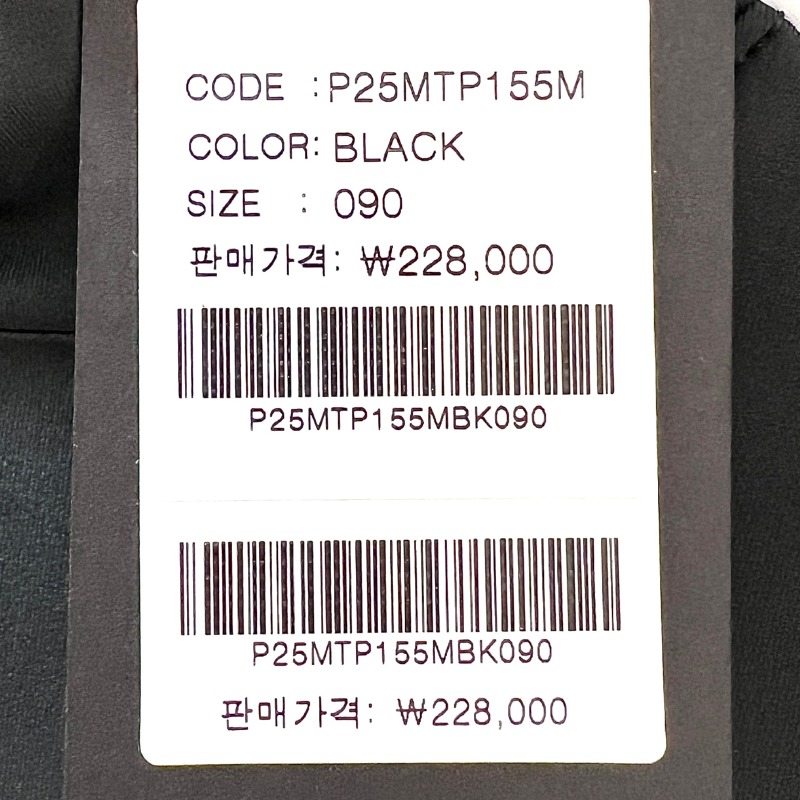 CODE :P25MTP155M
COLOR: BLACK
SIZE : 090
판매가격: ₩228,000
P25MTP155MBK090
P25MTP155MBK090
판매가격: ₩228,000